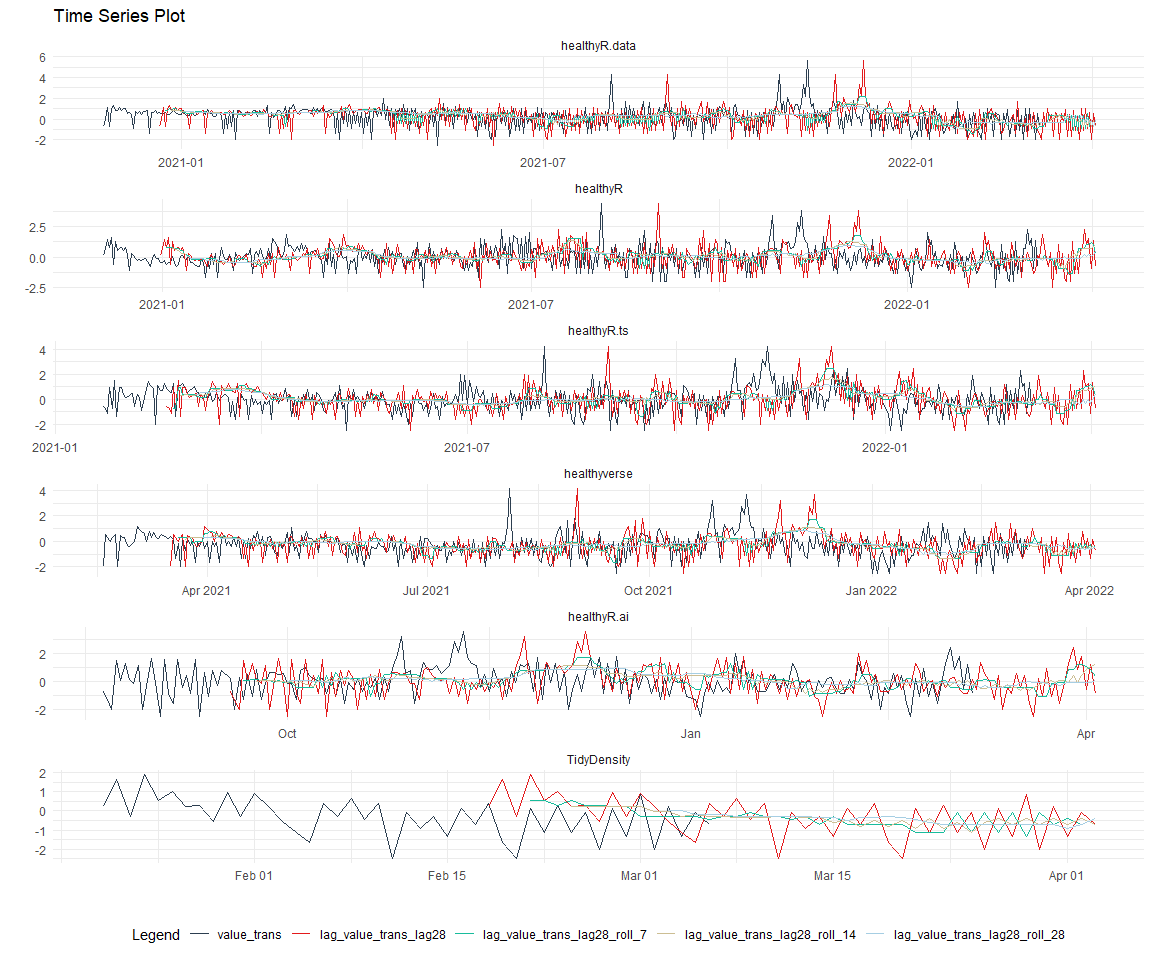 Time Series Plot
healthyR.data
6
4
2
0
-2
2021-01 2021-07 2022-01
healthyR
2.5
0.0
-2.5
2021-01 2021-07 2022-01
healthyR.ts
4
2
0
-2
2021-01 2021-07 2022-01
healthyverse
4
2
0
-2
Apr 2021 Jul 2021 Oct 2021 Jan 2022 Apr 2022
healthyR.ai
2
0
-2
Oct Jan Apr
TidyDensity
2
1
0
-1
-2
Feb 01 Feb 15 Mar 01 Mar 15 Apr 01
Legend value_trans lag_value_trans_lag28 lag_value_trans_lag28_roll_7 lag_value_trans_lag28_roll_14 lag_value_trans_lag28_roll_28